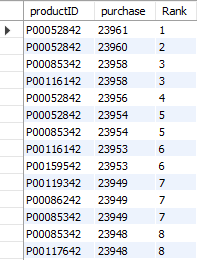 productID purchase Rank
P00052842 23961 1
P00052842 23960 2
P00085342 23958 3
P00116142 23958 3
P00052842 23956 4
P00052842 23954 5
P00085342 23954 5
P00116142 23953 6
P00159542 23953 6
P00119342 23949 7
P00086242 23949 7
P00085342 23949 7
P00085342 23948 8
P00117642 23948 8